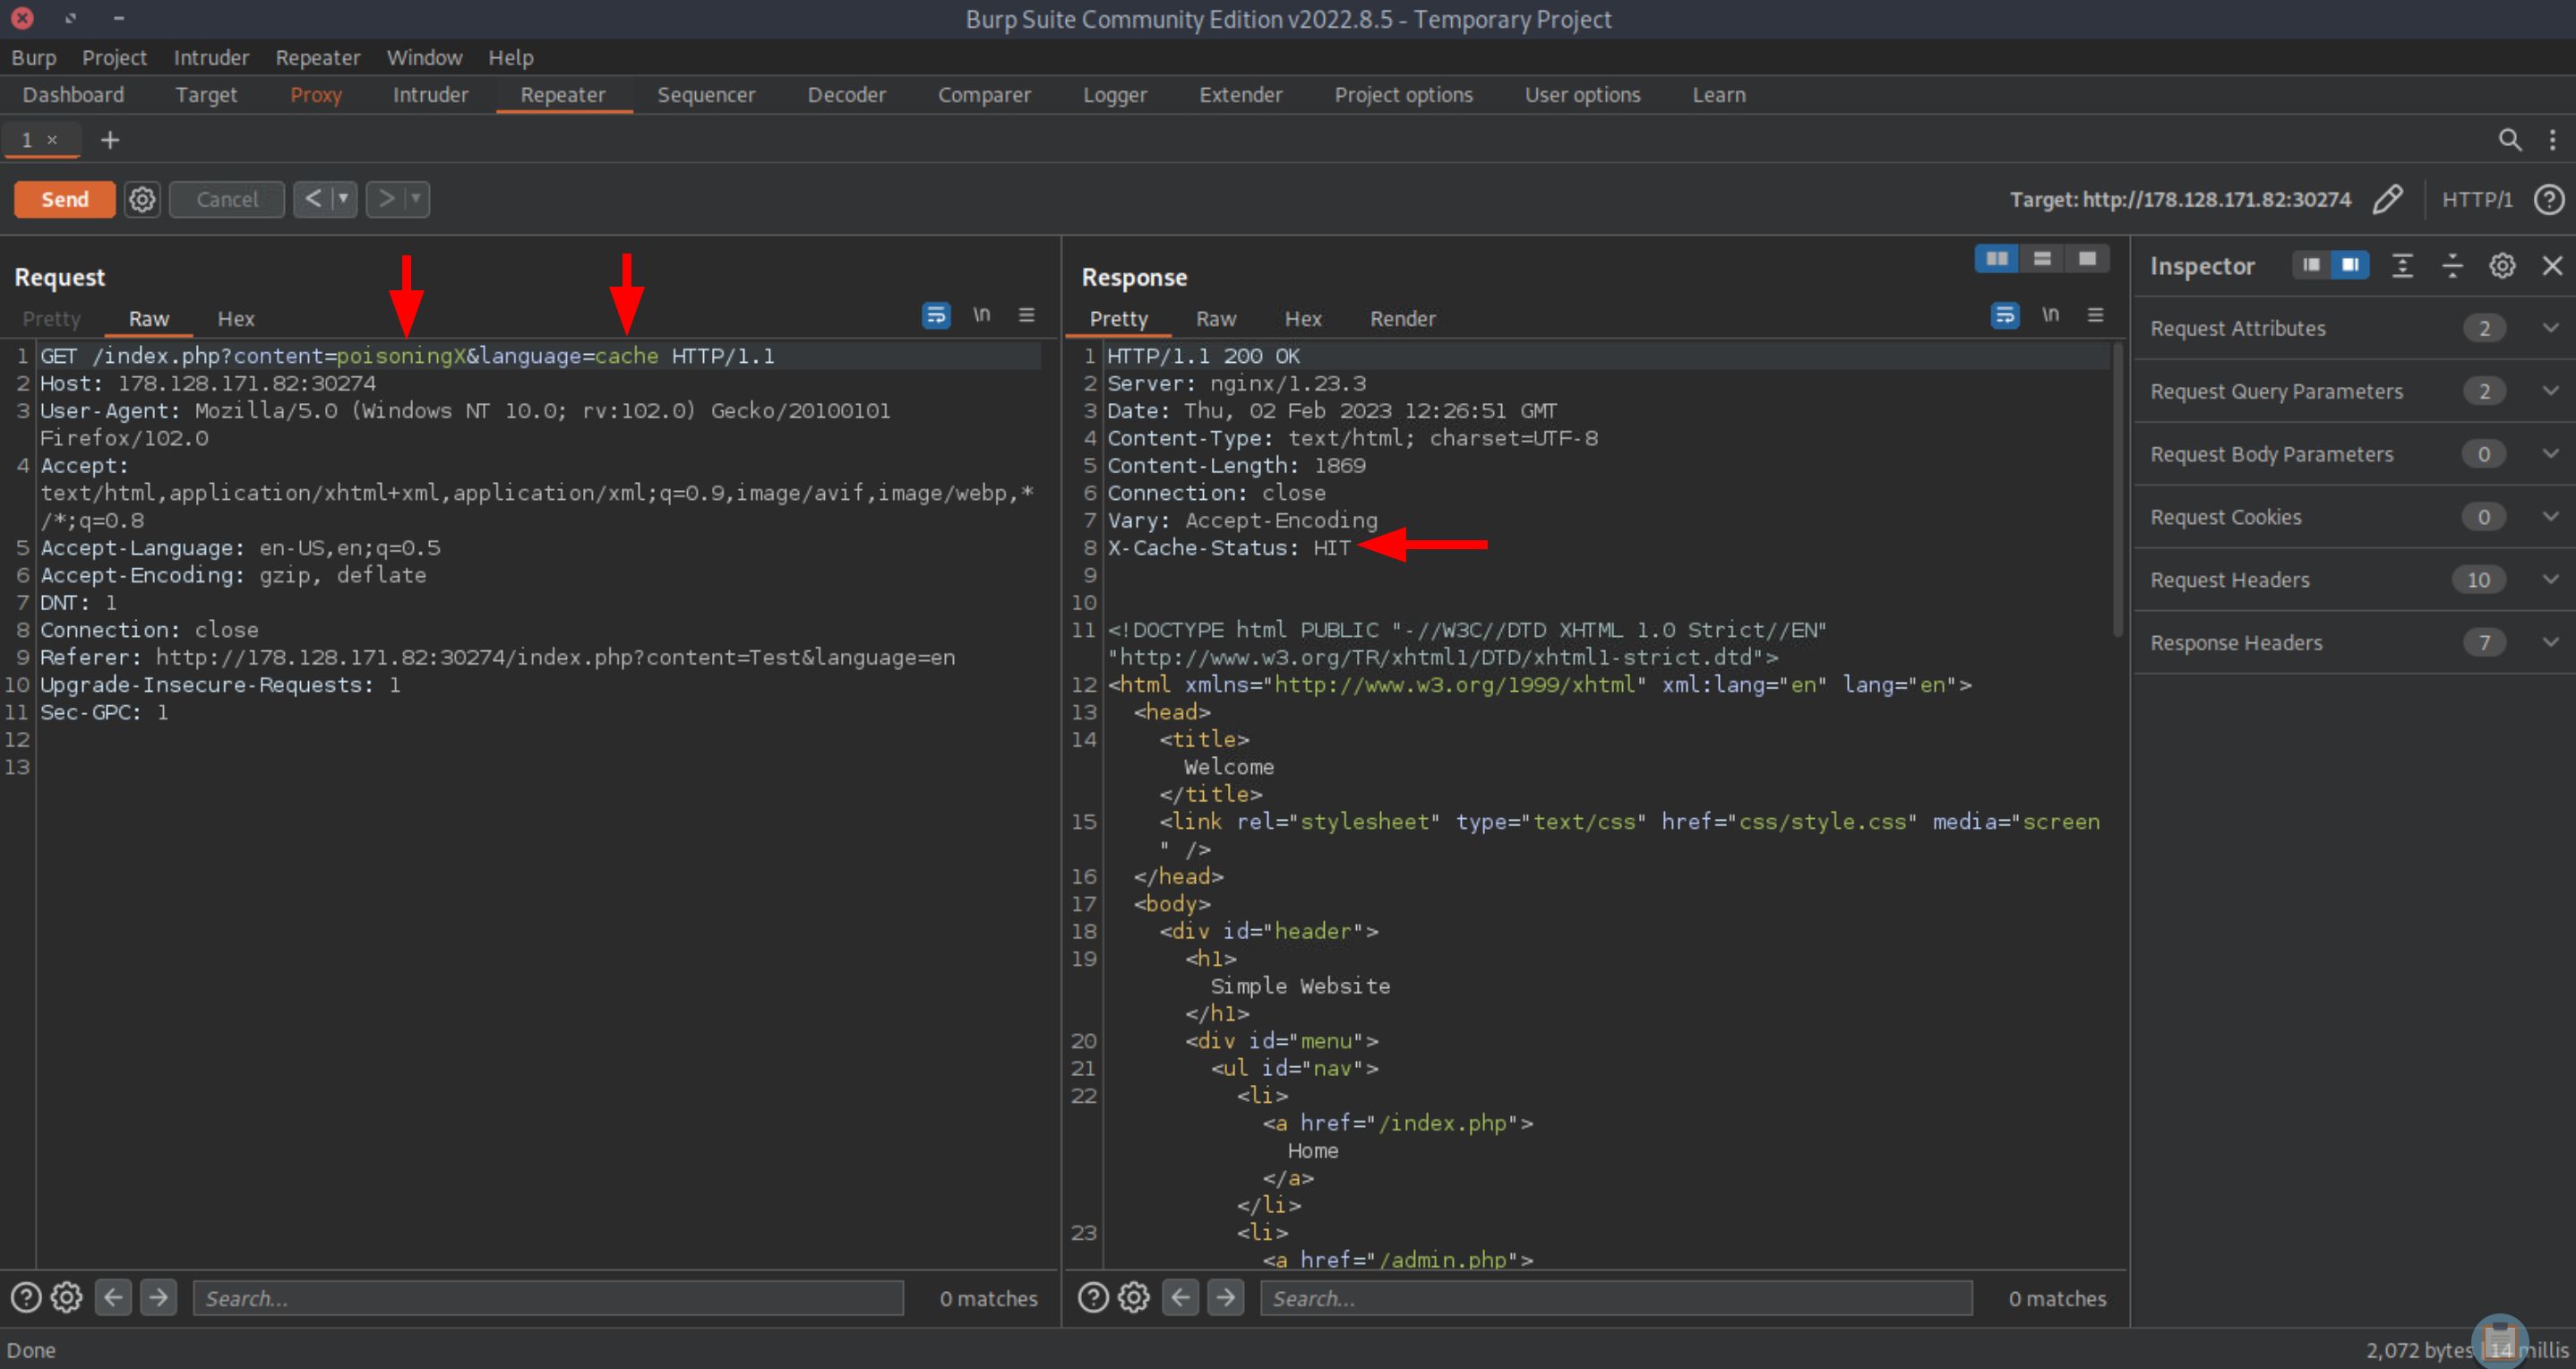 Burp Suite Community Edition v2022.8.5 - Temporary Project
Burp Project Intruder Repeater Window Help
Dashboard Target Proxy Intruder Repeater Sequencer Decoder Comparer Logger Extender Project options User options Learn
1 × +
Send Cancel < > Target: http://178.128.171.82:30274 HTTP/1 ?
Request
Pretty Raw Hex \n
1 GET /index.php?content=poisoningX&language=cache HTTP/1.1
2 Host: 178.128.171.82:30274
3 User-Agent: Mozilla/5.0 (Windows NT 10.0; rv:102.0) Gecko/20100101
Firefox/102.0
4 Accept:
text/html,application/xhtml+xml,application/xml;q=0.9,image/avif,image/webp,*
/*;q=0.8
5 Accept-Language: en-US,en;q=0.5
6 Accept-Encoding: gzip, deflate
7 DNT: 1
8 Connection: close
9 Referer: http://178.128.171.82:30274/index.php?content=Test&language=en
10 Upgrade-Insecure-Requests: 1
11 Sec-GPC: 1
12
13
Search... 0 matches
Response
Pretty Raw Hex Render \n
1 HTTP/1.1 200 OK
2 Server: nginx/1.23.3
3 Date: Thu, 02 Feb 2023 12:26:51 GMT
4 Content-Type: text/html; charset=UTF-8
5 Content-Length: 1869
6 Connection: close
7 Vary: Accept-Encoding
8 X-Cache-Status: HIT
9
10
11 <!DOCTYPE html PUBLIC "-//W3C//DTD XHTML 1.0 Strict//EN"
"http://www.w3.org/TR/xhtml1/DTD/xhtml1-strict.dtd">
12 <html xmlns="http://www.w3.org/1999/xhtml" xml:lang="en" lang="en">
13 <head>
14 <title>
Welcome
</title>
15 <link rel="stylesheet" type="text/css" href="css/style.css" media="screen
" />
16 </head>
17 <body>
18 <div id="header">
19 <h1>
Simple Website
</h1>
20 <div id="menu">
21 <ul id="nav">
22 <li>
<a href="/index.php">
Home
</a>
</li>
23 <li>
<a href="/admin.php">
Search... 0 matches
Inspector
Request Attributes 2
Request Query Parameters 2
Request Body Parameters 0
Request Cookies 0
Request Headers 10
Response Headers 7
Done
2,072 bytes | 14 millis